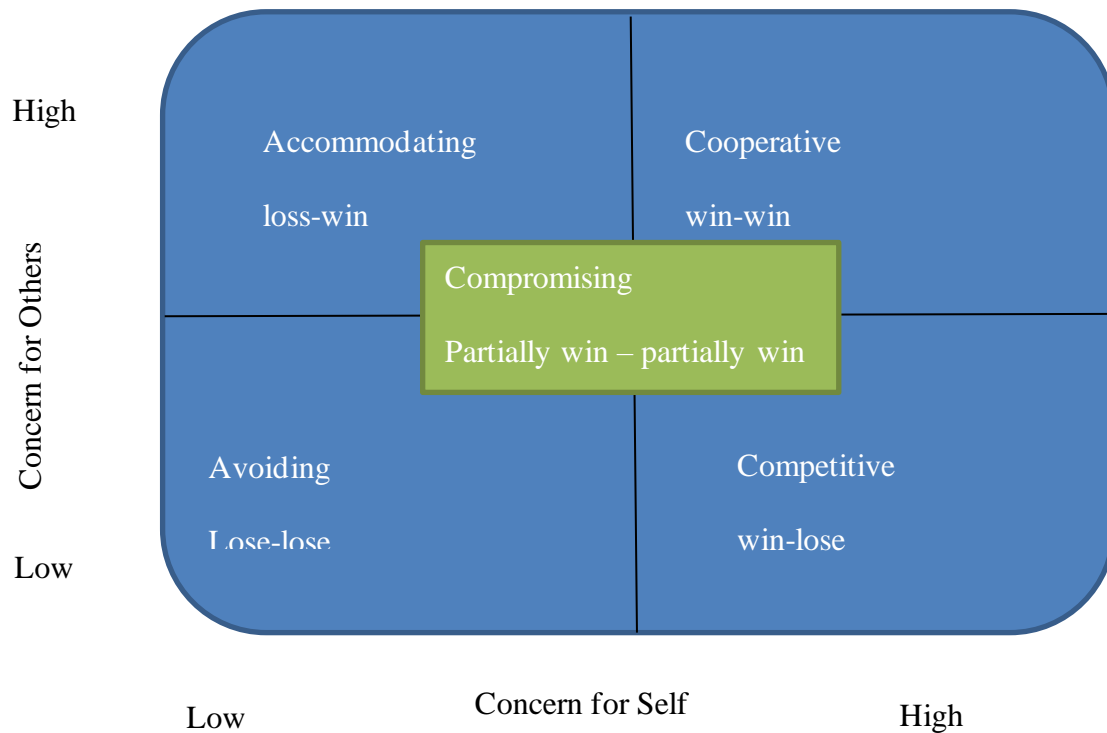 High
Accommodating
Cooperative
loss-win
win-win
Concern for Others
Compromising
Partially win – partially win
Avoiding
Competitive
Lose-lose
win-lose
Low
Low
Concern for Self
High